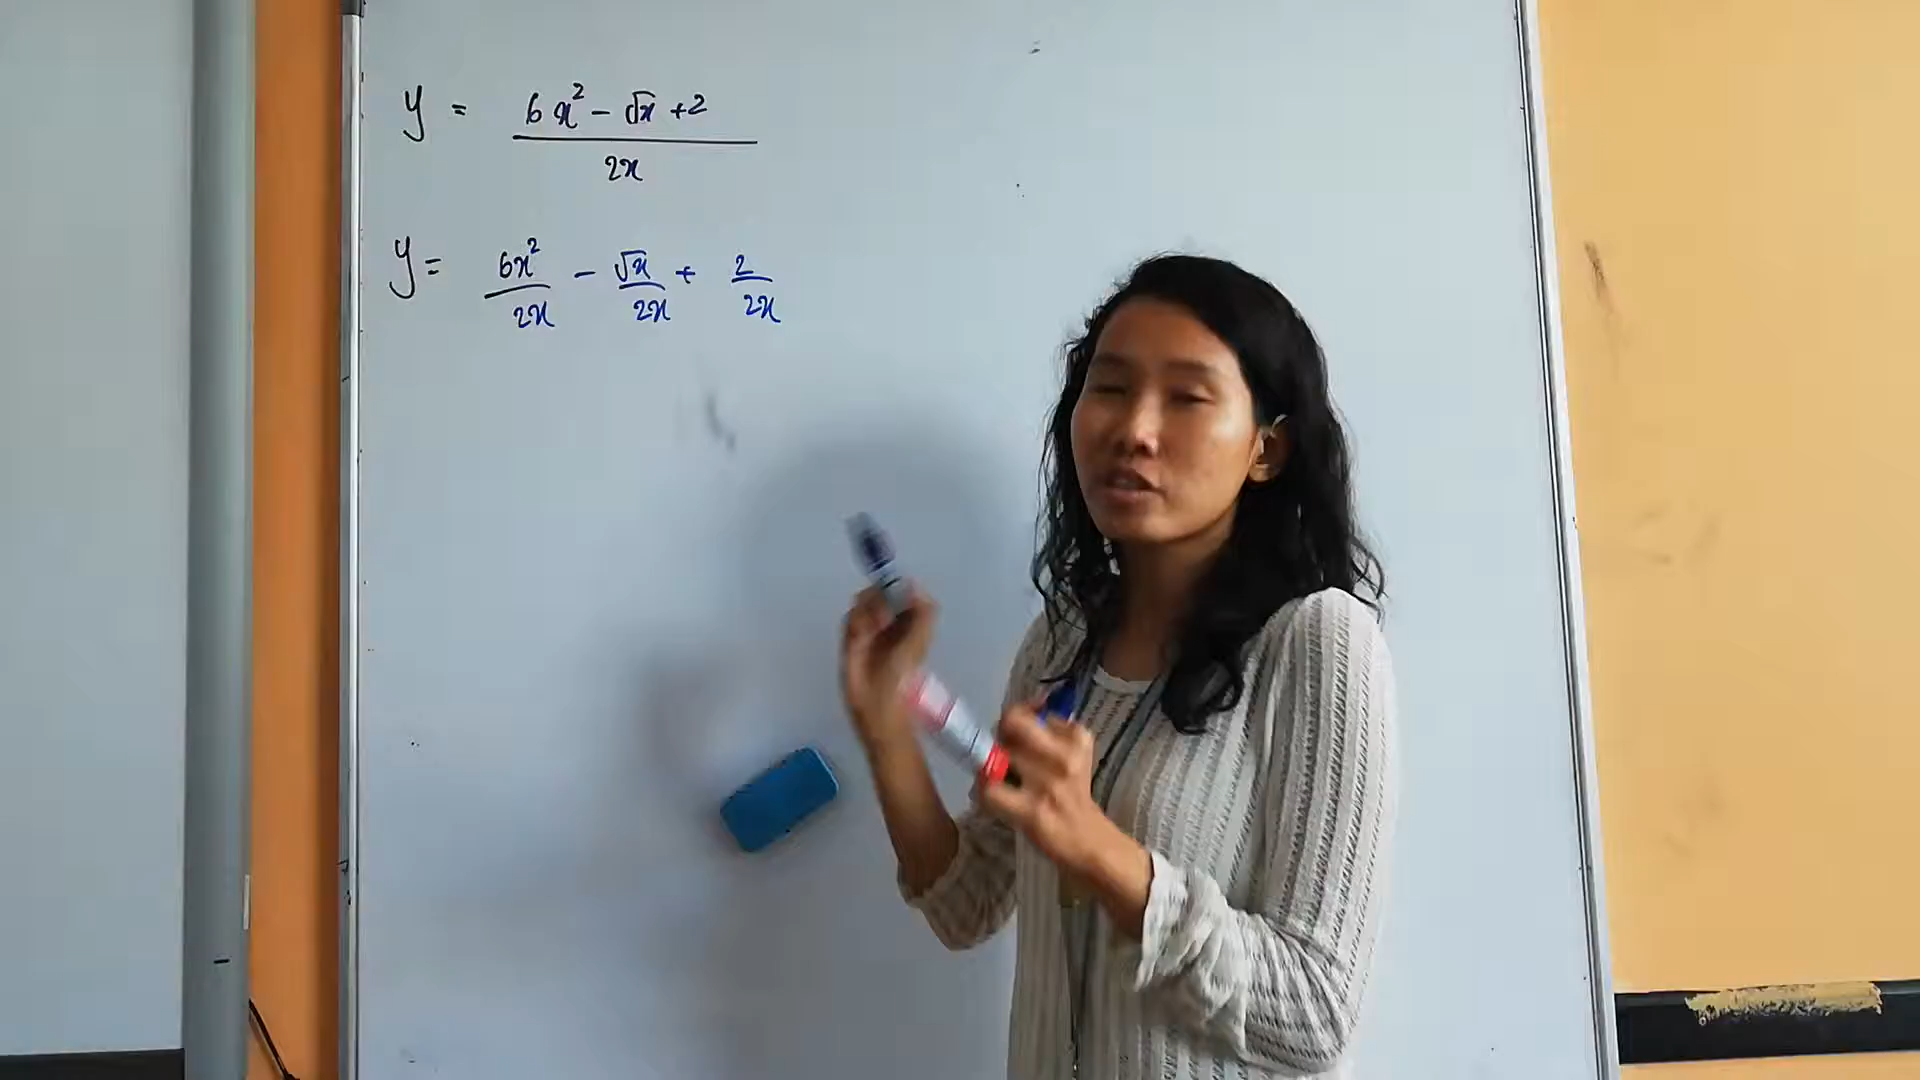 y = (6x² - √x + 2) / 2x
y = 6x²/2x - √x/2x + 2/2x